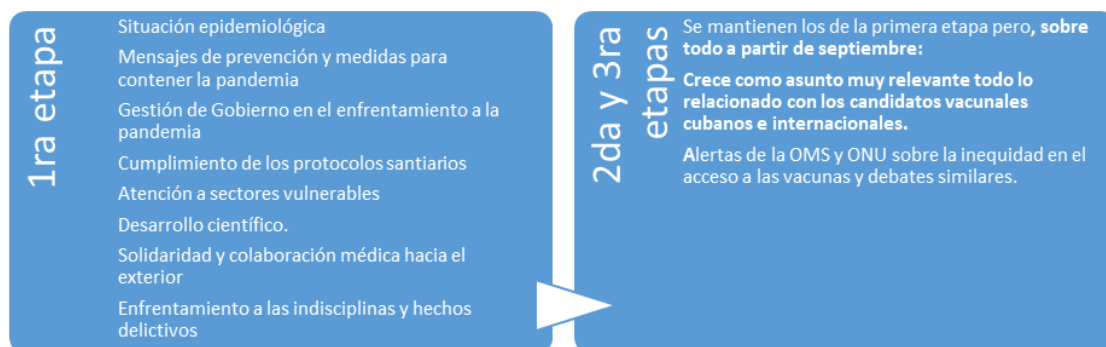 1ra etapa
Situación epidemiológica
Mensajes de prevención y medidas para
contener la pandemia
Gestión de Gobierno en el enfrentamiento a la
pandemia
Cumplimiento de los protocolos santiarios
Atención a sectores vulnerables
Desarrollo científico.
Solidaridad y colaboración médica hacia el
exterior
Enfrentamiento a las indisciplinas y hechos
delictivos
2da y 3ra
etapas
Se mantienen los de la primera etapa pero, sobre
todo a partir de septiembre:
Crece como asunto muy relevante todo lo
relacionado con los candidatos vacunales
cubanos e internacionales.
Alertas de la OMS y ONU sobre la inequidad en el
acceso a las vacunas y debates similares.